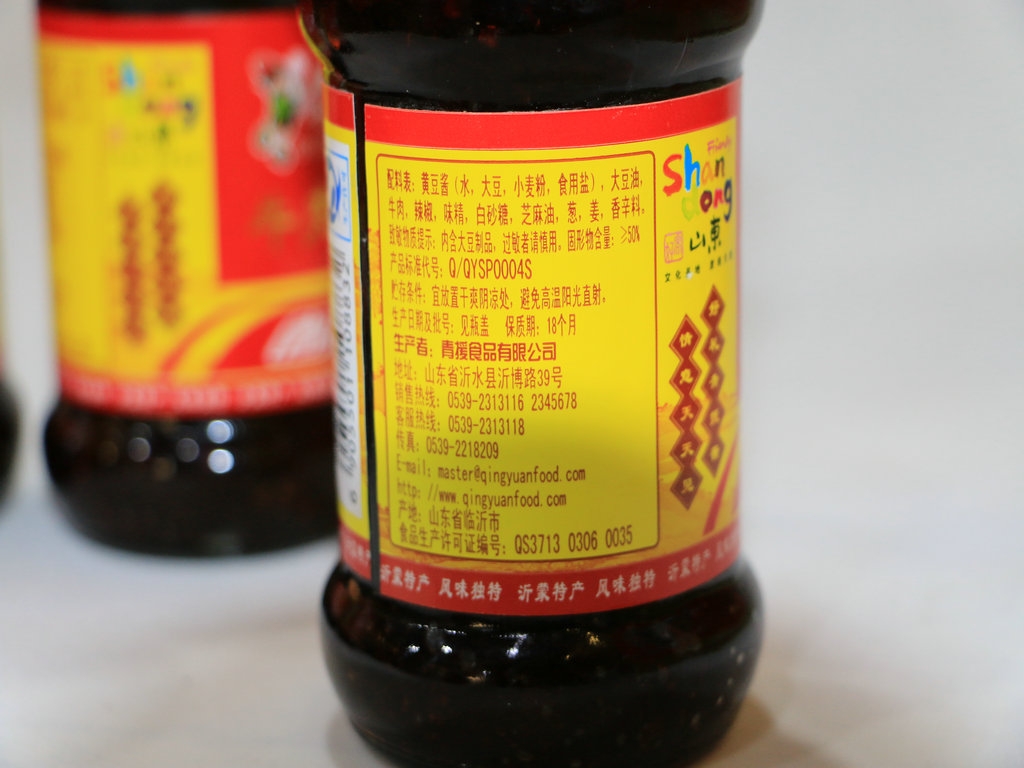 配料表：黄豆酱（水，大豆，小麦粉，食用盐），大豆油，
牛肉，辣椒，味精，白砂糖，芝麻油，葱，姜，香辛料。
致敏物质提示：内含大豆制品，过敏者请慎用。固形物含量：≥50%
产品标准代号：Q/QYSP0004S
贮存条件：宜放置干爽阴凉处，避免高温阳光直射。
生产日期及批号：见瓶盖 保质期：18个月
生产者：青援食品有限公司
地址：山东省沂水县沂博路39号
销售热线：0539-2313116 2345678
客服热线：0539-2313118
传真：0539-2218209
E-mail：master@qingyuanfood.com
http：//www.qingyuanfood.com
产地：山东省临沂市
食品生产许可证编号：QS3713 0306 0035
Friendly
Shan
dong
山东
沂蒙特产 风味独特 沂蒙特产 风味独特 沂蒙特产